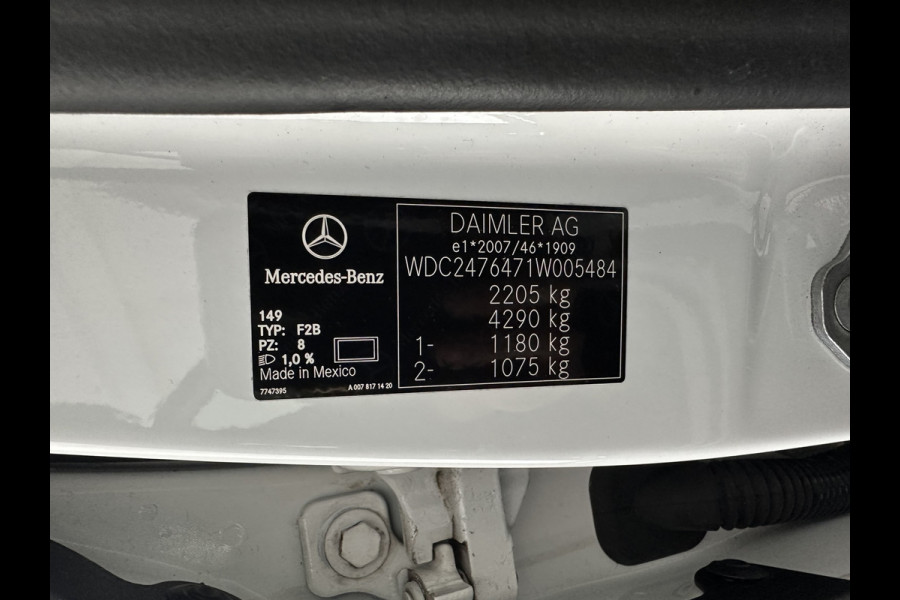 Mercedes-Benz
149
TYP: F2B
PZ: 8
1,0 %
Made in Mexico
7747395
A 007 817 14 20
DAIMLER AG
e1*2007/46*1909
WDC2476471W005484
2205 kg
4290 kg
1- 1180 kg
2- 1075 kg